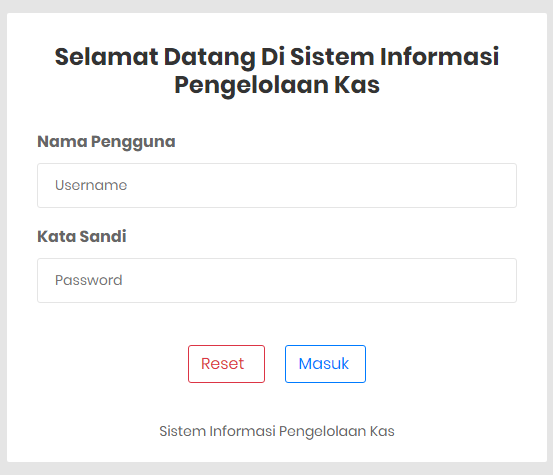 Selamat Datang Di Sistem Informasi
Pengelolaan Kas
Nama Pengguna
Username
Kata Sandi
Password
Reset
Masuk
Sistem Informasi Pengelolaan Kas